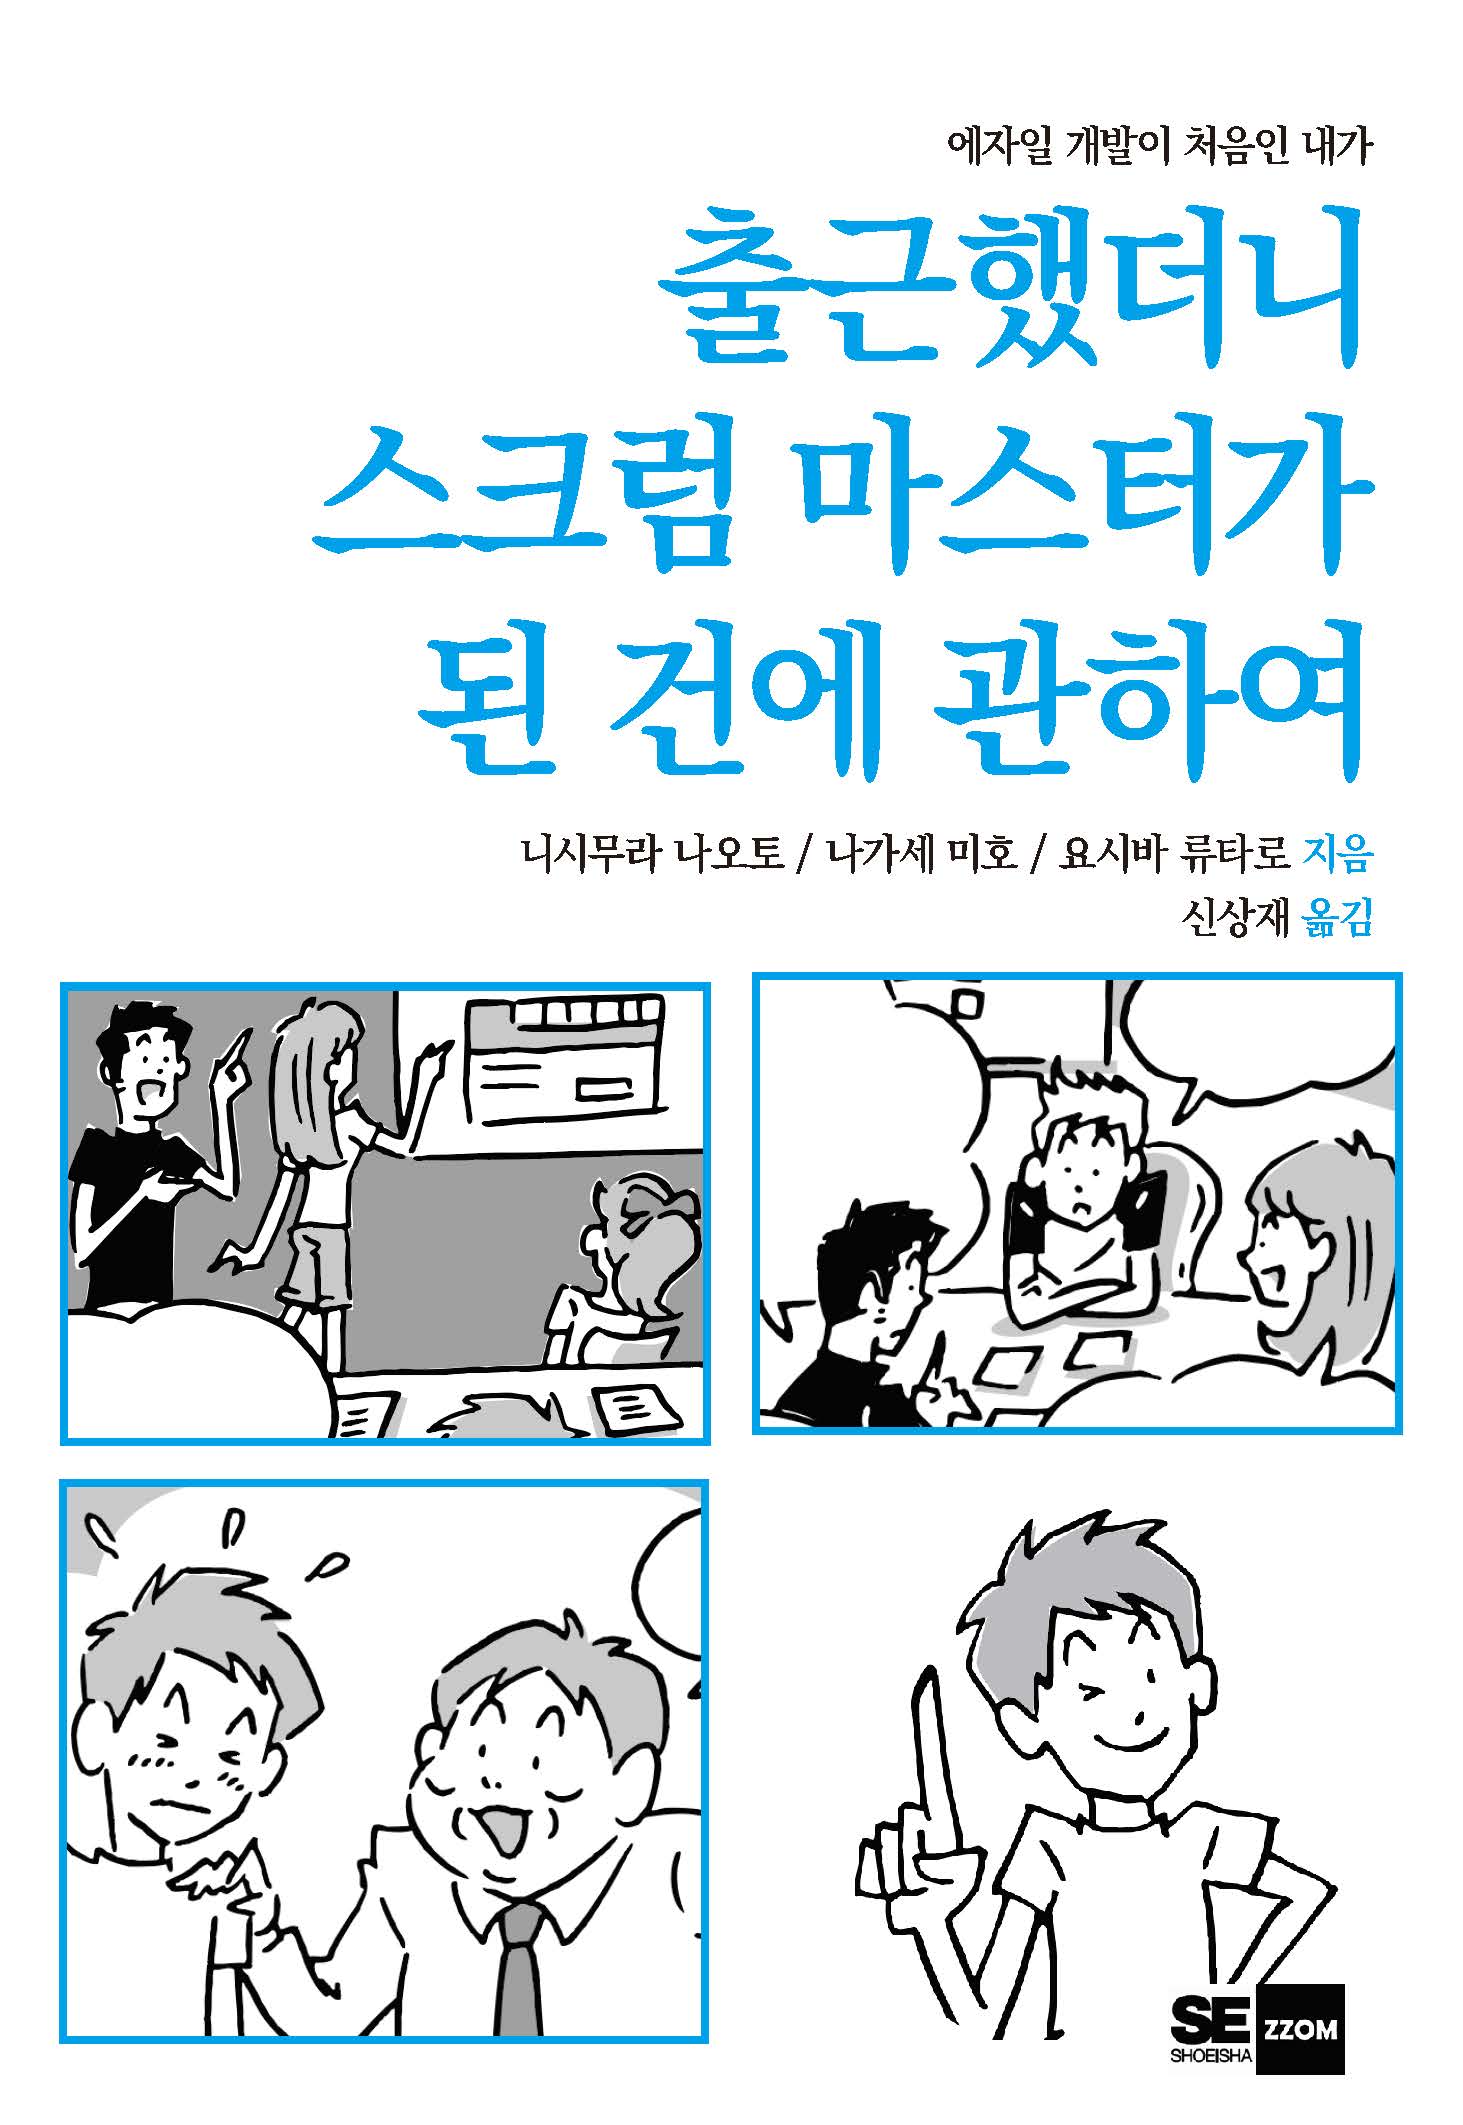 에자일 개발이 처음인 내가
출근했더니
스크럼 마스터가
된 건에 관하여
니시무라 나오토 / 나가세 미호 / 요시바 류타로 지음
신상재 옮김
SE
SHOEISHA
ZZOM